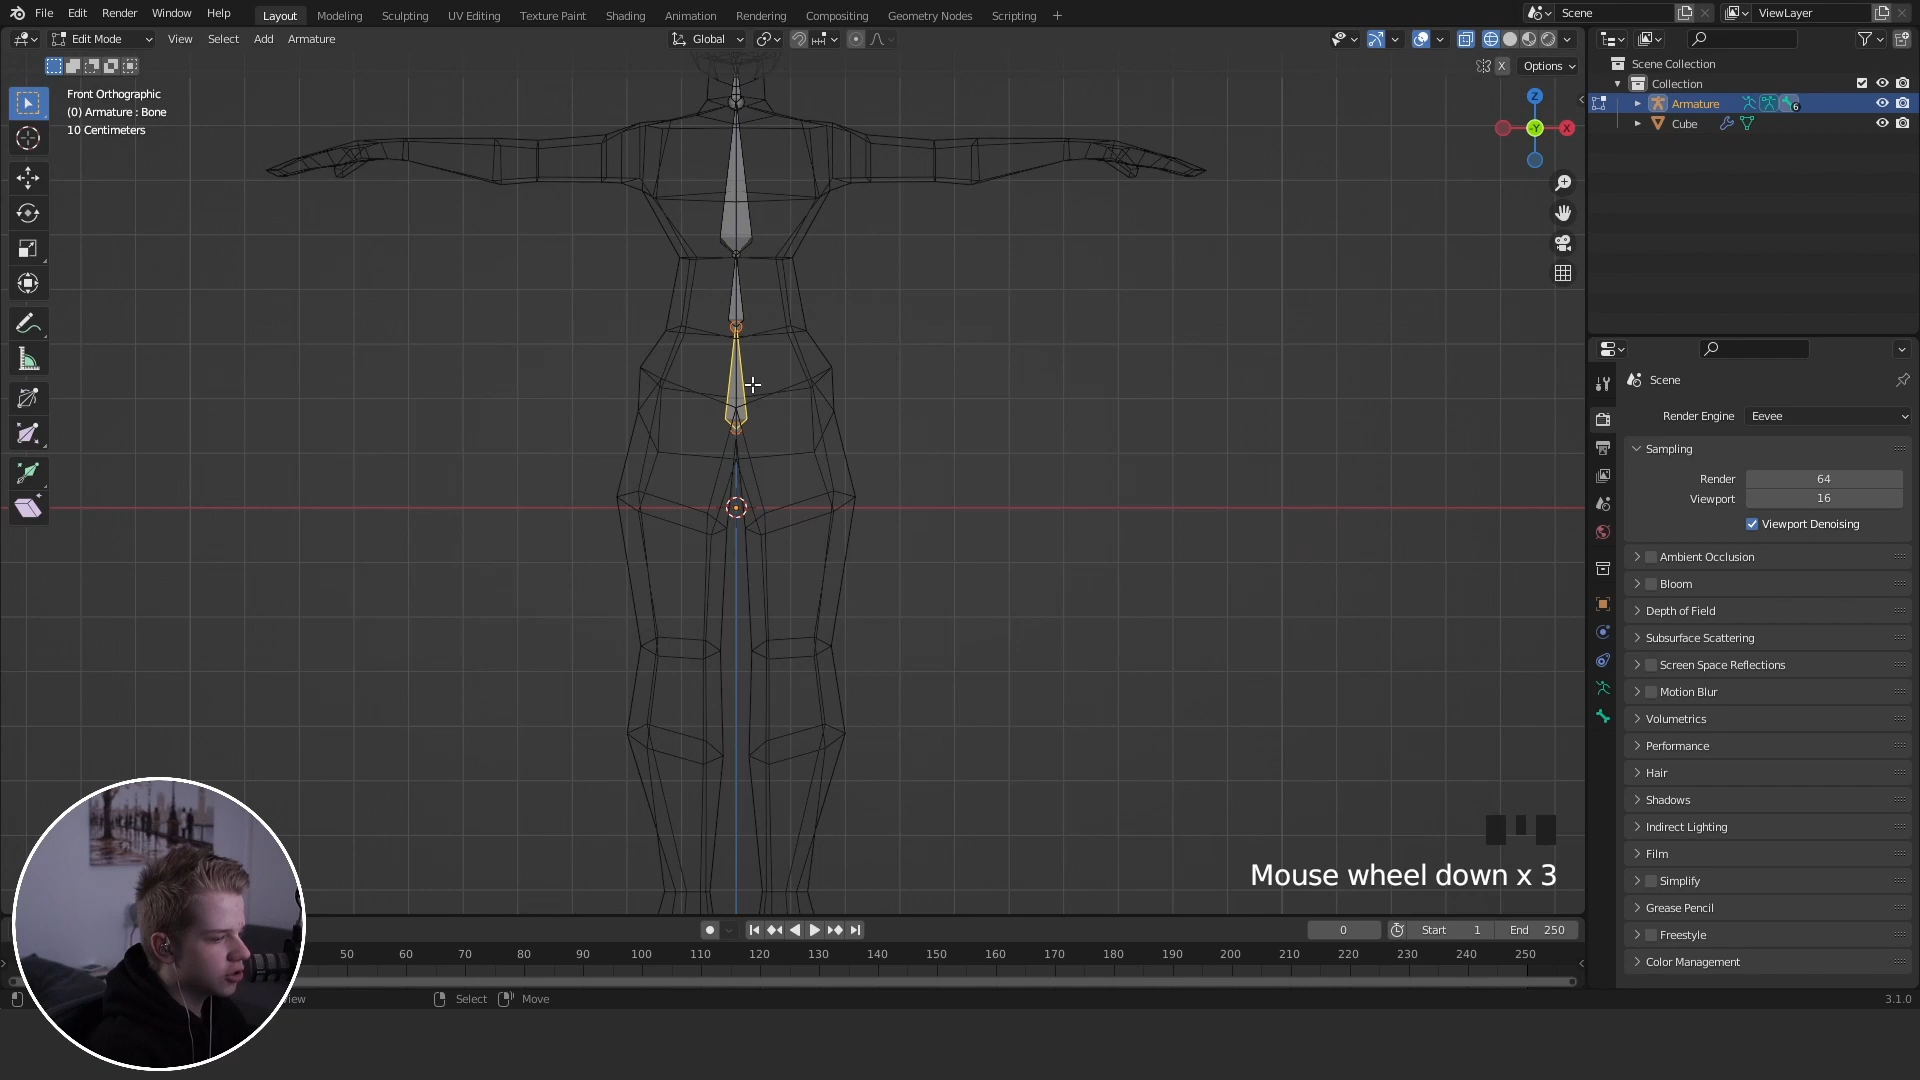 File Edit Render Window Help
Layout Modeling Sculpting UV Editing Texture Paint Shading Animation Rendering Compositing Geometry Nodes Scripting +
Scene
ViewLayer
Edit Mode View Select Add Armature
Global
X Options
Front Orthographic
(0) Armature : Bone
10 Centimeters
Z
-Y
X
Scene Collection
Collection
Armature 6
Cube
Scene
Render Engine Eevee
Sampling
Render 64
Viewport 16
Viewport Denoising
Ambient Occlusion
Bloom
Depth of Field
Subsurface Scattering
Screen Space Reflections
Motion Blur
Volumetrics
Performance
Hair
Shadows
Indirect Lighting
Film
Simplify
Grease Pencil
Freestyle
Color Management
Mouse wheel down x 3
0 Start 1 End 250
50 60 70 80 90 100 110 120 130 140 150 160 170 180 190 200 210 220 230 240 250
Select Move
3.1.0